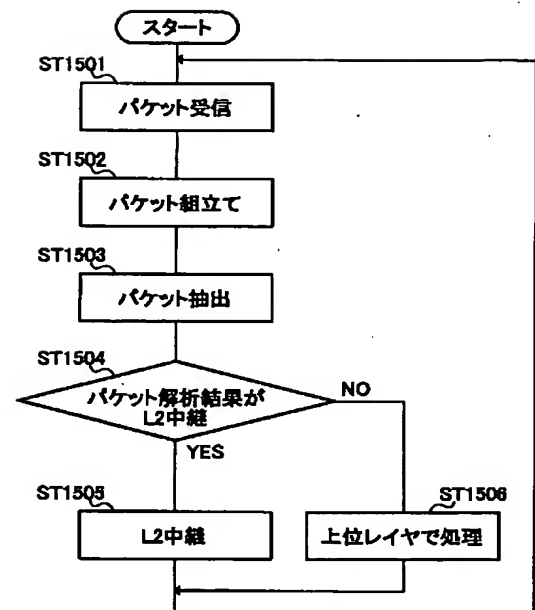 スタート
ST1501
パケット受信
ST1502
パケット組立て
ST1503
パケット抽出
ST1504
パケット解析結果が
L2中継
NO
YES
ST1505
L2中継
ST1506
上位レイヤで処理